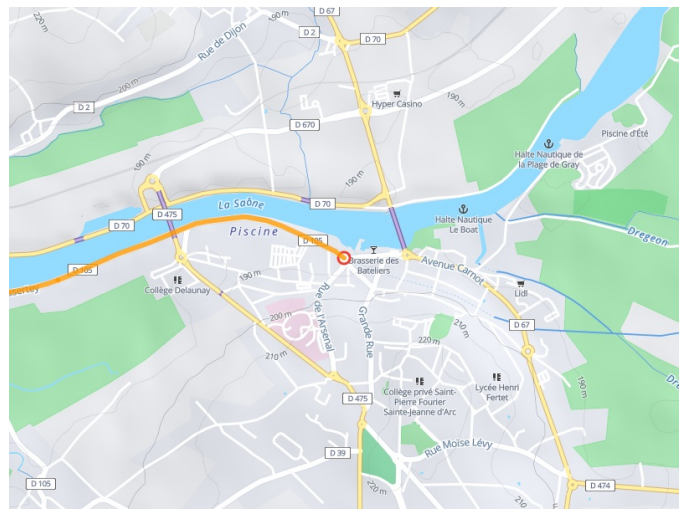 220 m
190 m
D 67
D 2
D 70
Rue de Dijon
200 m
D 2
Hyper Casino
190 m
D 670
Piscine d'Été
190 m
Halte Nautique de
la Plage de Gray
190 m
La Saône
D 70
D 475
Halte Nautique
Le Boat
D 70
Piscine
D 105
Dregeon
D 105
Brasserie des
Bateliers
Avenue Carnot
190 m
Collège Delaunay
Lidl
Rue de l'Arsenal
Grande Rue
200 m
210 m
D 67
220 m
210 m
190 m
Collège privé Saint-
Pierre Fourier
Sainte-Jeanne d'Arc
Lycée Henri
Fertet
D 475
Rue Moïse Lévy
D 39
D 105
220 m
D 474
210 m